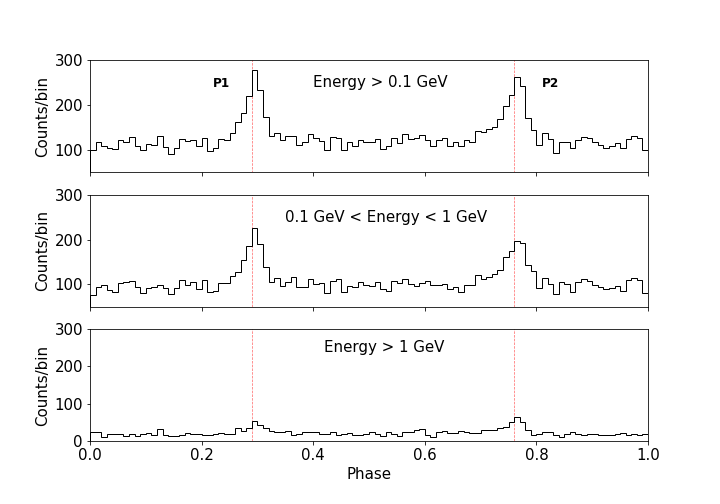 300
P1 Energy > 0.1 GeV P2
200
100
Counts/bin
300
0.1 GeV < Energy < 1 GeV
200
100
Counts/bin
300
Energy > 1 GeV
200
100
0
Counts/bin
0.0 0.2 0.4 0.6 0.8 1.0
Phase